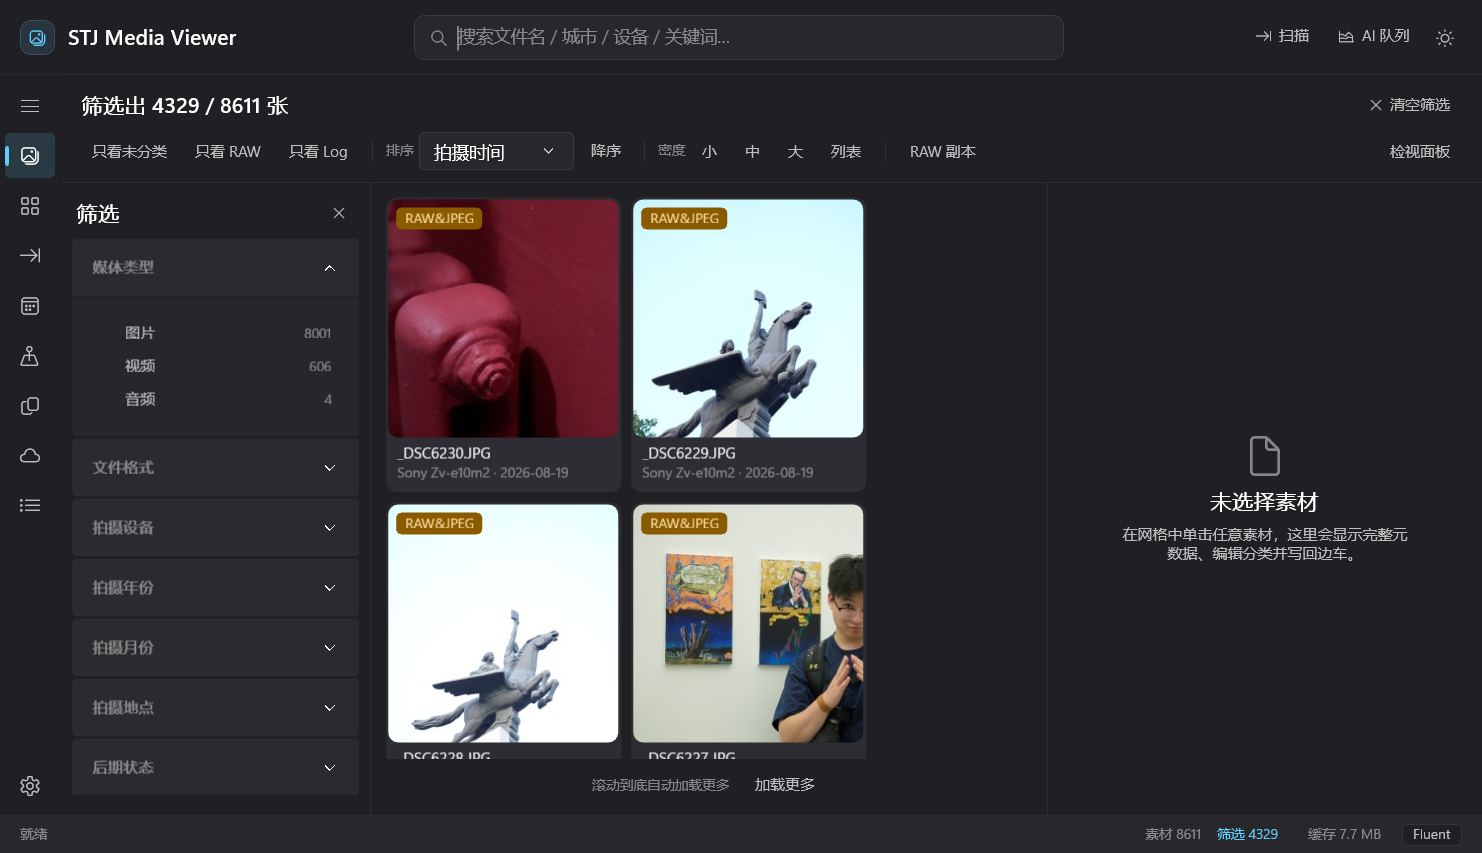 STJ Media Viewer
搜索文件名 / 城市 / 设备 / 关键词...
扫描
AI 队列
筛选出 4329 / 8611 张
清空筛选
只看未分类
只看 RAW
只看 Log
排序
拍摄时间
降序
密度
小
中
大
列表
RAW 副本
检视面板
筛选
媒体类型
图片 8001
视频 606
音频 4
文件格式
拍摄设备
拍摄年份
拍摄月份
拍摄地点
后期状态
RAW&JPEG
_DSC6230.JPG
Sony Zv-e10m2 · 2026-08-19
RAW&JPEG
_DSC6229.JPG
Sony Zv-e10m2 · 2026-08-19
RAW&JPEG
_DSC6228.JPG
RAW&JPEG
_DSC6227.JPG
滚动到底自动加载更多
加载更多
未选择素材
在网格中单击任意素材，这里会显示完整元
数据、编辑分类并写回边车。
就绪
素材 8611
筛选 4329
缓存 7.7 MB
Fluent